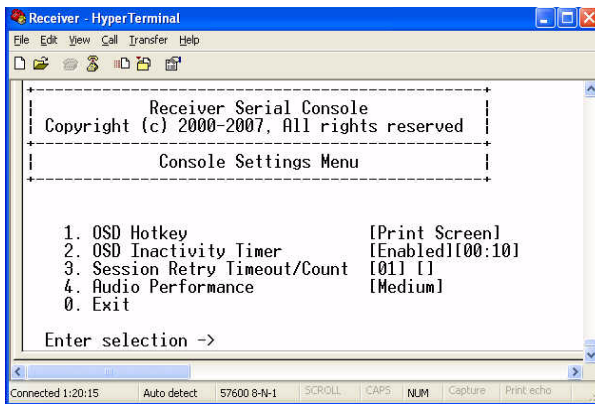 Receiver - HyperTerminal
File Edit View Call Transfer Help
Receiver Serial Console
Copyright (c) 2000-2007, All rights reserved
Console Settings Menu
1. OSD Hotkey [Print Screen]
2. OSD Inactivity Timer [Enabled][00:10]
3. Session Retry Timeout/Count [01] []
4. Audio Performance [Medium]
0. Exit
Enter selection ->
Connected 1:20:15 Auto detect 57600 8-N-1 SCROLL CAPS NUM Capture Print echo